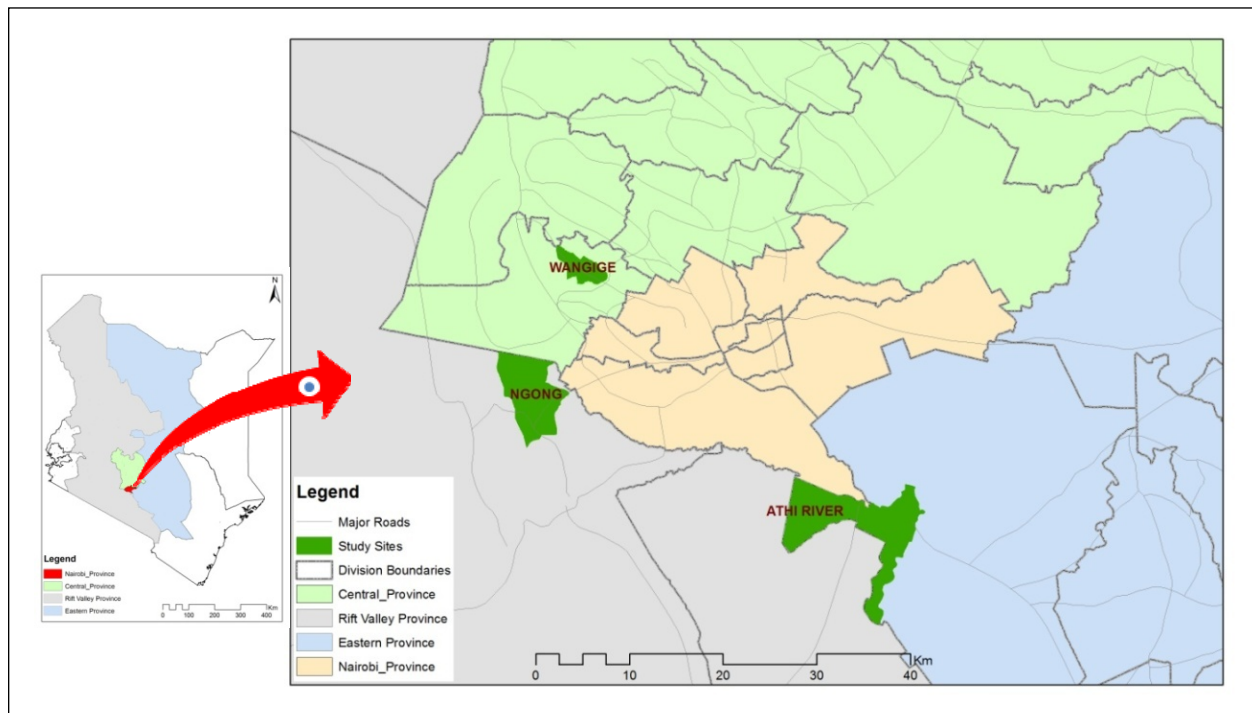 N
Legend
Nairobi_Province
Central_Province
Rift Valley Province
Eastern Province
0 100 200 300 400
Km
WANGIGE
NGONG
ATHI RIVER
Legend
Major Roads
Study Sites
Division Boundaries
Central_Province
Rift Valley Province
Eastern Province
Nairobi_Province
0 10 20 30 40
Km